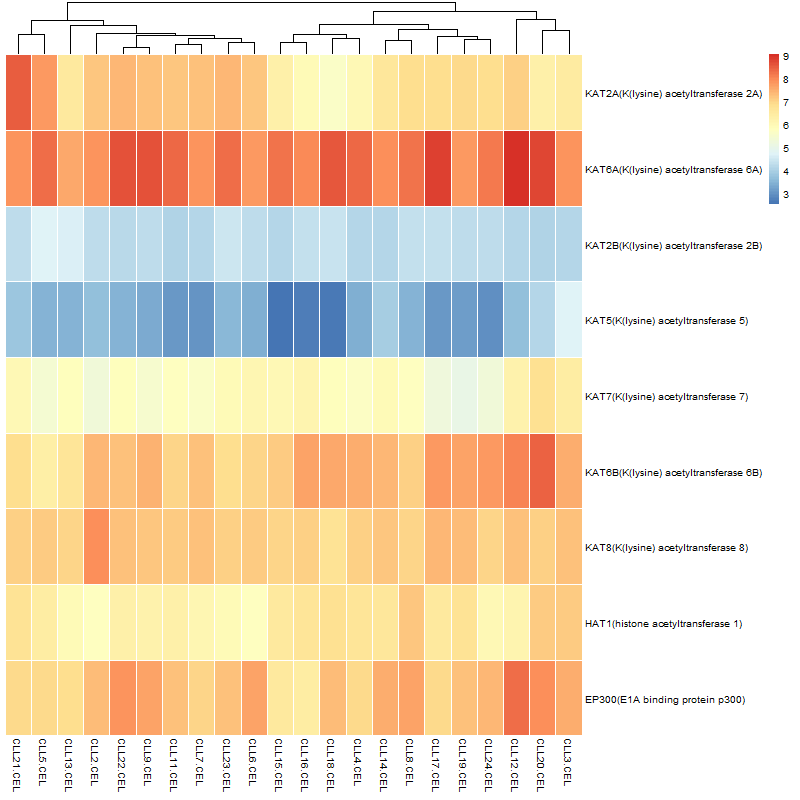 9
KAT2A(K(lysine) acetyltransferase 2A)
8
7
6
5
KAT6A(K(lysine) acetyltransferase 6A)
4
3
KAT2B(K(lysine) acetyltransferase 2B)
KAT5(K(lysine) acetyltransferase 5)
KAT7(K(lysine) acetyltransferase 7)
KAT6B(K(lysine) acetyltransferase 6B)
KAT8(K(lysine) acetyltransferase 8)
HAT1(histone acetyltransferase 1)
EP300(E1A binding protein p300)
CLL21.CEL
CLL5.CEL
CLL13.CEL
CLL2.CEL
CLL22.CEL
CLL9.CEL
CLL11.CEL
CLL7.CEL
CLL23.CEL
CLL6.CEL
CLL15.CEL
CLL16.CEL
CLL18.CEL
CLL4.CEL
CLL14.CEL
CLL8.CEL
CLL17.CEL
CLL19.CEL
CLL24.CEL
CLL12.CEL
CLL20.CEL
CLL3.CEL